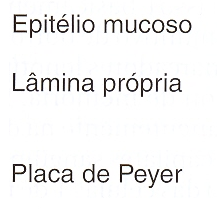 Epitélio mucoso
Lâmina própria
Placa de Peyer